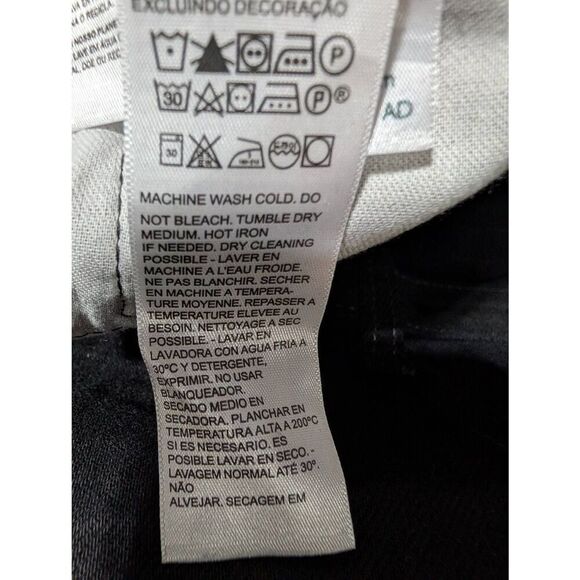 EXCLUINDO DECORAÇÃO
P
30
P
®
30
MACHINE WASH COLD. DO
NOT BLEACH. TUMBLE DRY
MEDIUM. HOT IRON
IF NEEDED. DRY CLEANING
POSSIBLE - LAVER EN
MACHINE A L'EAU FROIDE.
NE PAS BLANCHIR. SECHER
EN MACHINE A TEMPERA-
TURE MOYENNE. REPASSER A
TEMPERATURE ELEVEE AU
BESOIN. NETTOYAGE A SEC
POSSIBLE. - LAVAR EN
LAVADORA CON AGUA FRIA A
30ºC Y DETERGENTE,
EXPRIMIR. NO USAR
BLANQUEADOR
SECADO MEDIO EN
SECADORA. PLANCHAR EN
TEMPERATURA ALTA A 200ºC
SI ES NECESARIO. ES
POSIBLE LAVAR EN SECO. -
LAVAGEM NORMAL ATÉ 30º.
NÃO
ALVEJAR. SECAGEM EM
AD